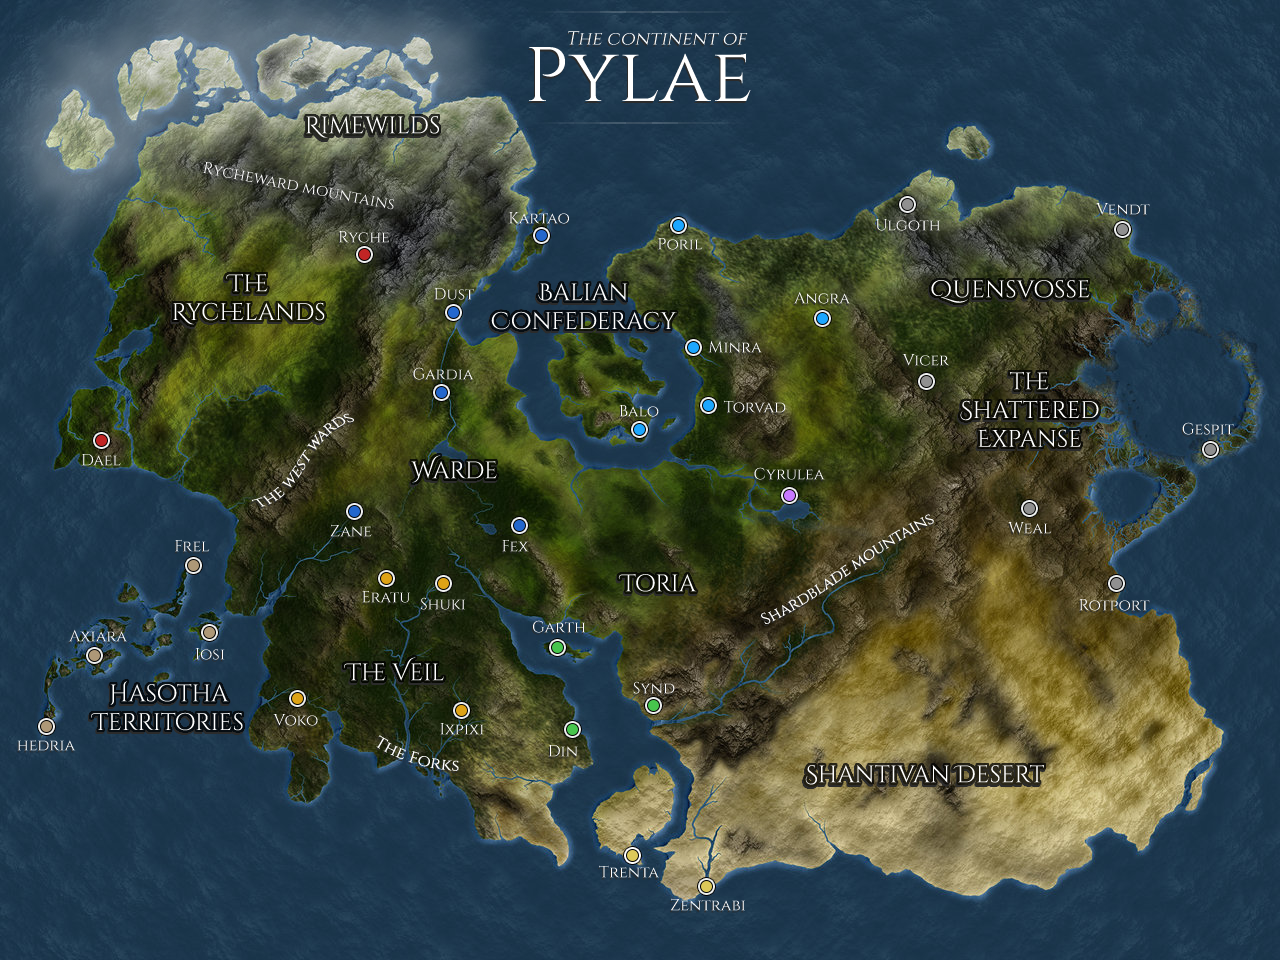 The continent of
Pylae
Rimewilds
Rycheward mountains
Kartao
Ryche
Poril
Ulgoth
Vendt
The
Rychelands
Dust
Balian
Confederacy
Angra
Quensvosse
Minra
Gardia
Vicer
The
Shattered
Expanse
Balo
Torvad
Gespit
Dael
The West Wards
Warde
Cyrulea
Zane
Fex
Weal
Shardblade mountains
Frel
Eratu
Shuki
Toria
Rotport
Garth
Axiara
Iosi
The Veil
Hasotha
Territories
Synd
Voko
Ixpixi
Din
Hedria
The Forks
Shantivan Desert
Trenta
Zentrabi